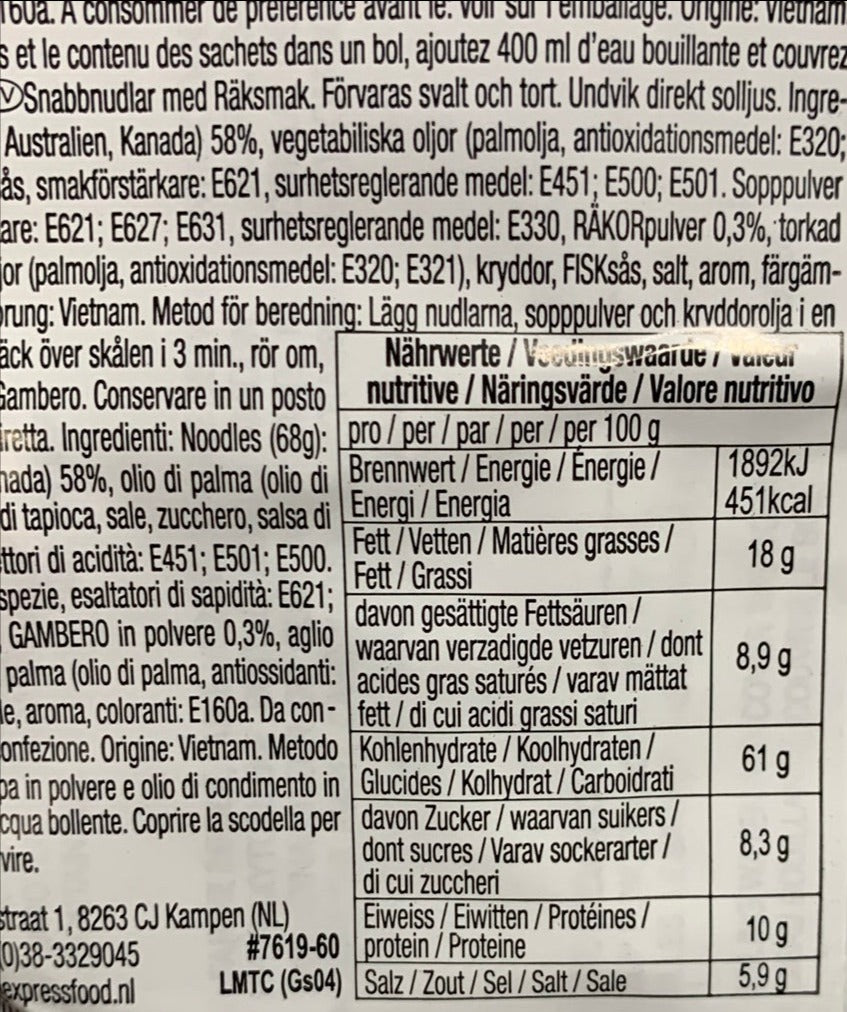 160a. À consommer de préférence avant le: voir sur l'emballage. Origine: Vietnam
s et le contenu des sachets dans un bol, ajoutez 400 ml d'eau bouillante et couvrez
Snabbnudlar med Räksmak. Förvaras svalt och tort. Undvik direkt solljus. Ingre-
Australien, Kanada) 58%, vegetabiliska oljor (palmolja, antioxidationsmedel: E320;
ås, smakförstärkare: E621, surhetsreglerande medel: E451; E500; E501. Sopppulver
are: E621; E627; E631, surhetsreglerande medel: E330, RÄKORpulver 0,3%, torkad
jor (palmolja, antioxidationsmedel: E320; E321), kryddor, FISKsås, salt, arom, färgäm-
rung: Vietnam. Metod för beredning: Lägg nudlarna, sopppulver och krvddorolja i en
äck över skålen i 3 min., rör om,
Gambero. Conservare in un posto
iretta. Ingredienti: Noodles (68g):
nada) 58%, olio di palma (olio di
di tapioca, sale, zucchero, salsa di
ttori di acidità: E451; E501; E500.
spezie, esaltatori di sapidità: E621;
GAMBERO in polvere 0,3%, aglio
palma (olio di palma, antiossidanti:
le, aroma, coloranti: E160a. Da con-
onfezione. Origine: Vietnam. Metodo
pa in polvere e olio di condimento in
cqua bollente. Coprire la scodella per
vire.
straat 1, 8263 CJ Kampen (NL)
0)38-3329045 #7619-60
expressfood.nl LMTC (Gs04)
Nährwerte / Voedingswaarde / Valeur
nutritive / Näringsvärde / Valore nutritivo
pro / per / par / per / per 100 g
Brennwert / Energie / Énergie / 1892kJ
Energi / Energia 451kcal
Fett / Vetten / Matières grasses / 18 g
Fett / Grassi
davon gesättigte Fettsäuren /
waarvan verzadigde vetzuren / dont 8,9 g
acides gras saturés / varav mättat
fett / di cui acidi grassi saturi
Kohlenhydrate / Koolhydraten / 61 g
Glucides / Kolhydrat / Carboidrati
davon Zucker / waarvan suikers /
dont sucres / Varav sockerarter / 8,3 g
di cui zuccheri
Eiweiss / Eiwitten / Protéines / 10 g
protein / Proteine
Salz / Zout / Sel / Salt / Sale 5,9 g